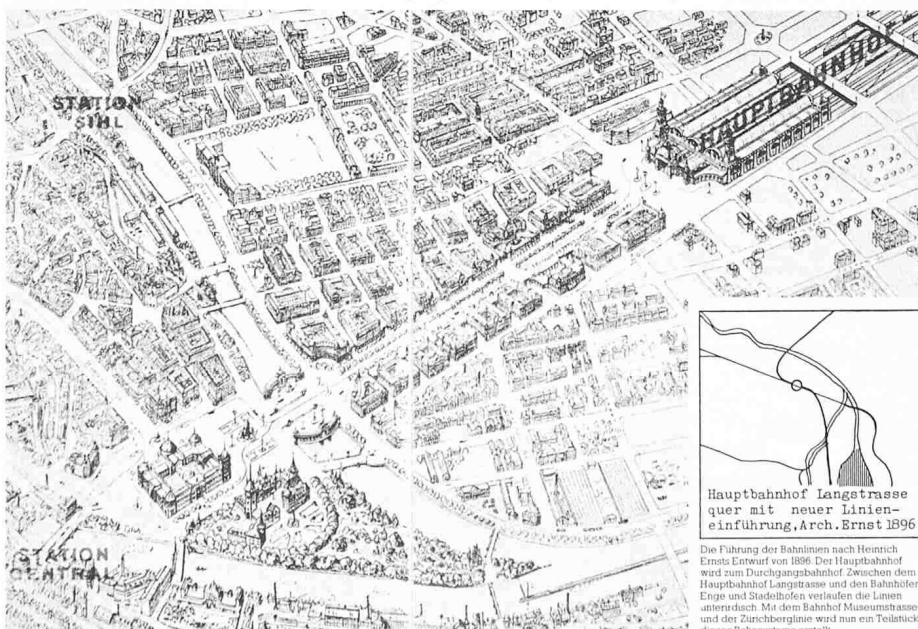 STATION
SIHL
HAUPTBAHNHOF
STATION
CENTRAL
Hauptbahnhof Langstrasse
quer mit neuer Linien-
einführung, Arch. Ernst 1896
Die Führung der Bahnlinien nach Heinrich
Ernsts Entwurf von 1896. Der Hauptbahnhof
wird zum Durchgangsbahnhof. Zwischen dem
Hauptbahnhof Langstrasse und den Bahnhöfen
Enge und Stadelhofen verlaufen die Linien
unterirdisch. Mit dem Bahnhof Museumstrasse
und der Zürichberglinie wird nun ein Teilstück